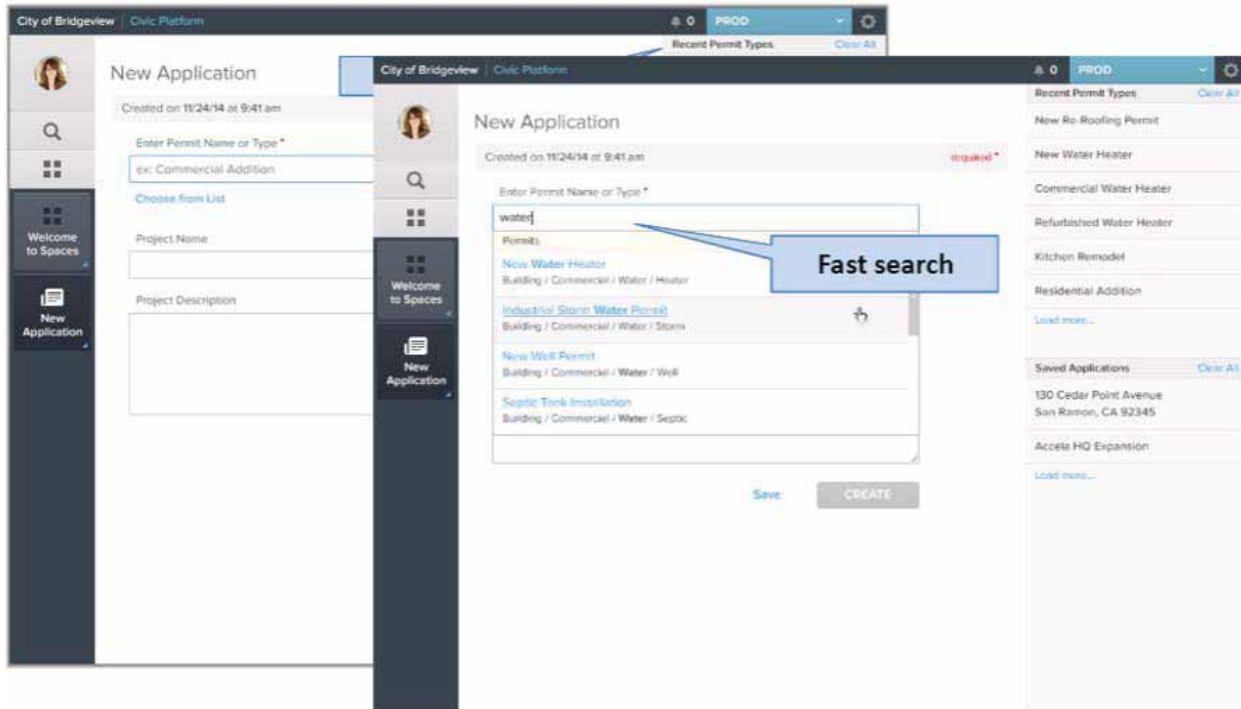 City of Bridgeview | Civic Platform
0 PROD
Recent Permit Types Clear All
New Application
Created on 11/24/14 at 9:41 am
Enter Permit Name or Type *
ex: Commercial Addition
Choose from List
Welcome
to Spaces
Project Name
New
Application
Project Description
City of Bridgeview | Civic Platform
0 PROD
Recent Permit Types Clear All
New Re-Roofing Permit
New Water Heater
Commercial Water Heater
Refurbished Water Heater
Kitchen Remodel
Residential Addition
Load more...
Saved Applications Clear All
130 Cedar Point Avenue
San Ramon, CA 92345
Accela HQ Expansion
Load more...
New Application
Created on 11/24/14 at 9:41 am required *
Enter Permit Name or Type *
water
Permits
New Water Heater
Building / Commercial / Water / Heater
Industrial Storm Water Permit
Building / Commercial / Water / Storm
New Well Permit
Building / Commercial / Water / Well
Septic Tank Installation
Building / Commercial / Water / Septic
Fast search
Welcome
to Spaces
New
Application
Save CREATE